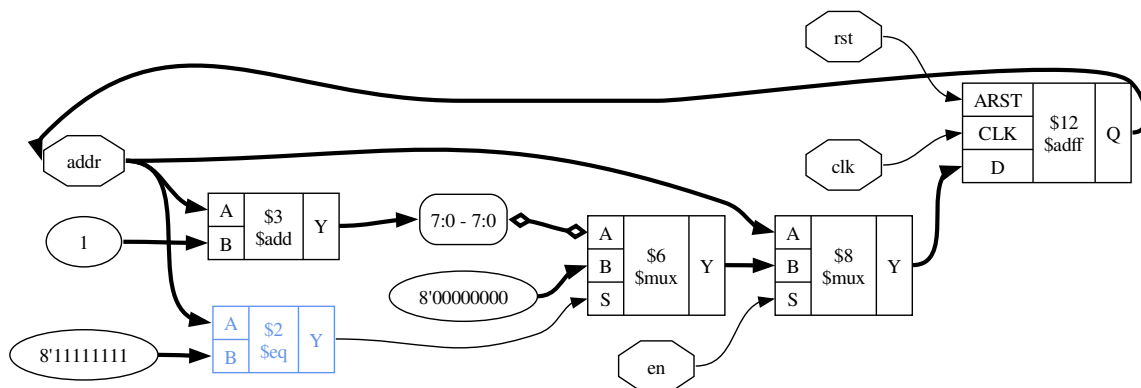 rst
ARST
CLK
D
$12
$adff
Q
clk
addr
A
B
$3
$add
Y
1
7:0 - 7:0
A
B
S
$6
$mux
Y
8'00000000
A
B
S
$8
$mux
Y
A
B
$2
$eq
Y
8'11111111
en